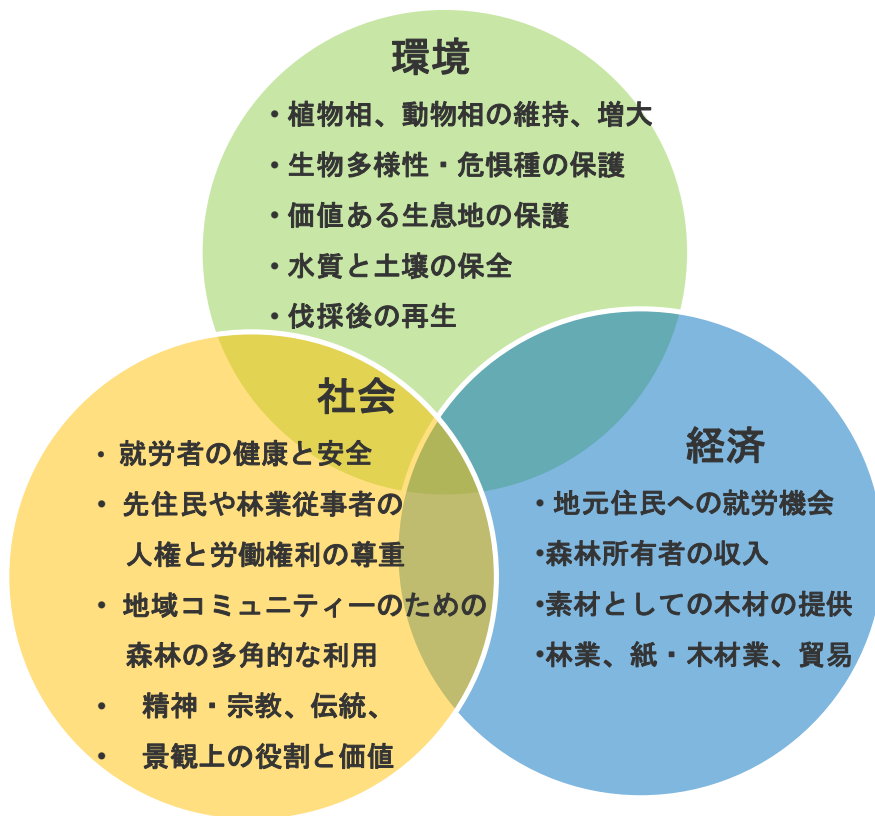 環境
・植物相、動物相の維持、増大
・生物多様性・危惧種の保護
・価値ある生息地の保護
・水質と土壌の保全
・伐採後の再生
社会
・就労者の健康と安全
・先住民や林業従事者の
人権と労働権利の尊重
・地域コミュニティーのための
森林の多角的な利用
・ 精神・宗教、伝統、
・ 景観上の役割と価値
経済
・地元住民への就労機会
・森林所有者の収入
・素材としての木材の提供
・林業、紙・木材業、貿易